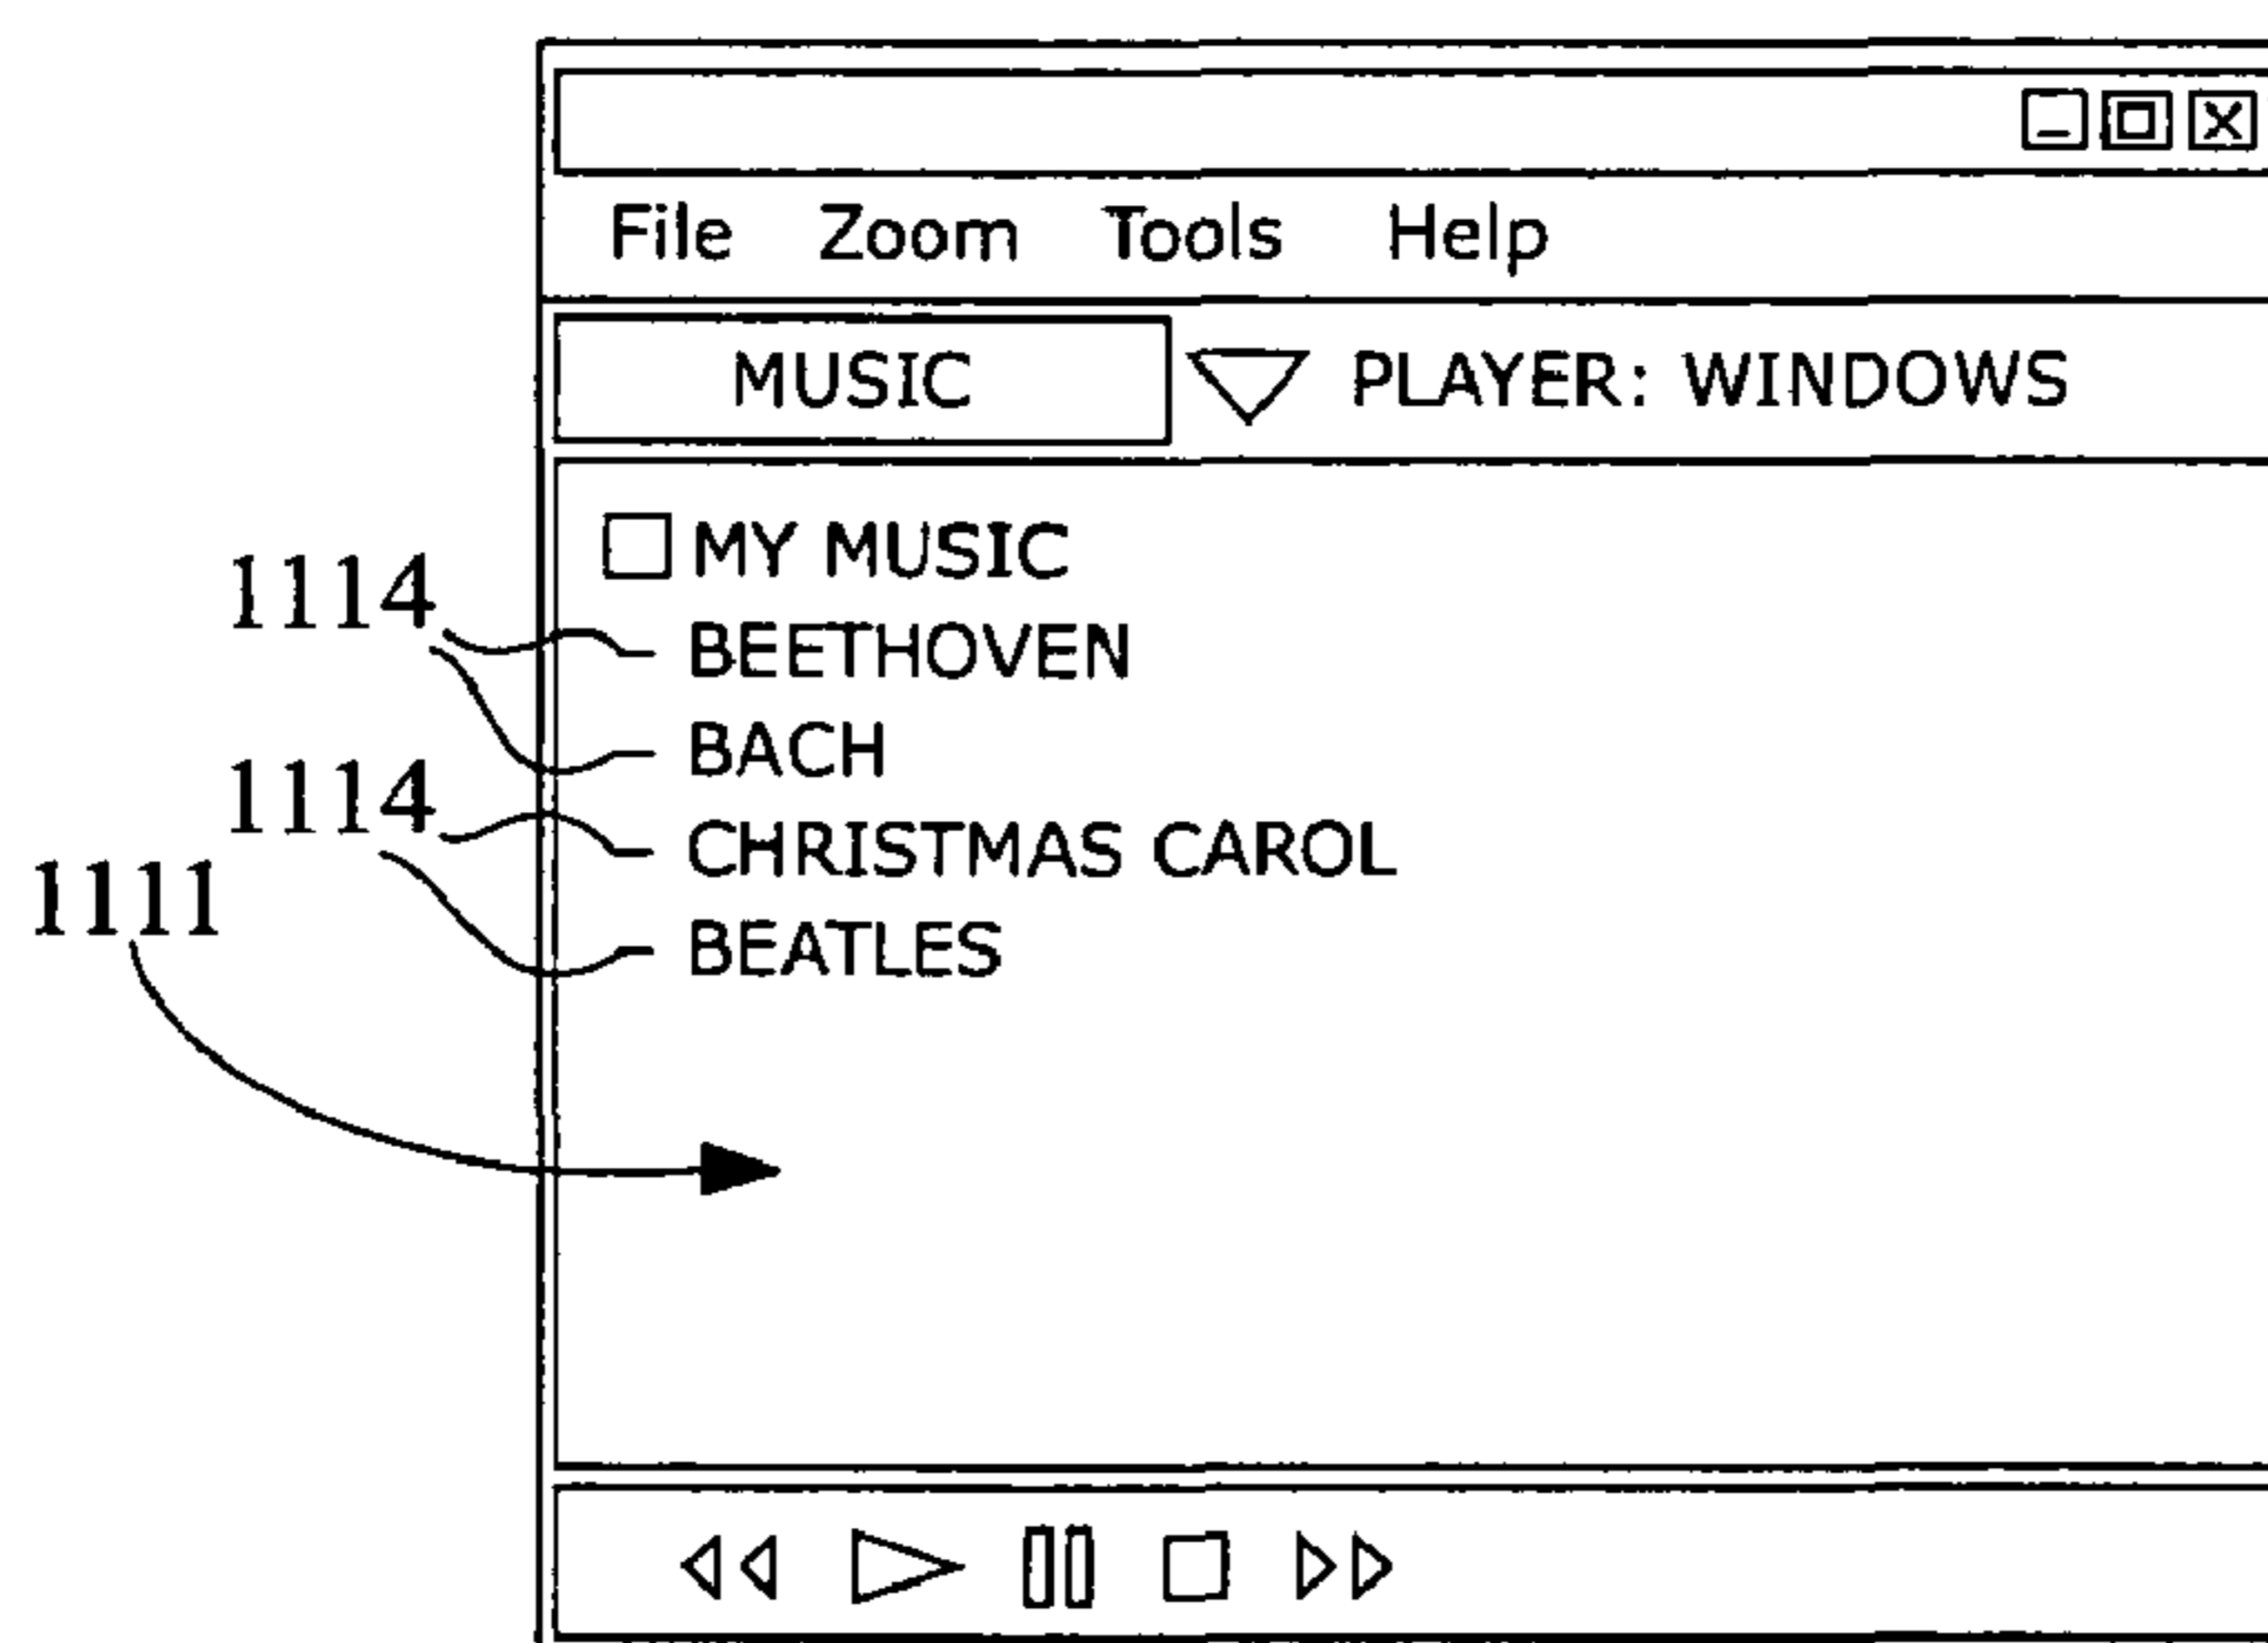 File Zoom Tools Help
MUSIC PLAYER: WINDOWS
MY MUSIC
1114
BEETHOVEN
BACH
1114
CHRISTMAS CAROL
1111
BEATLES